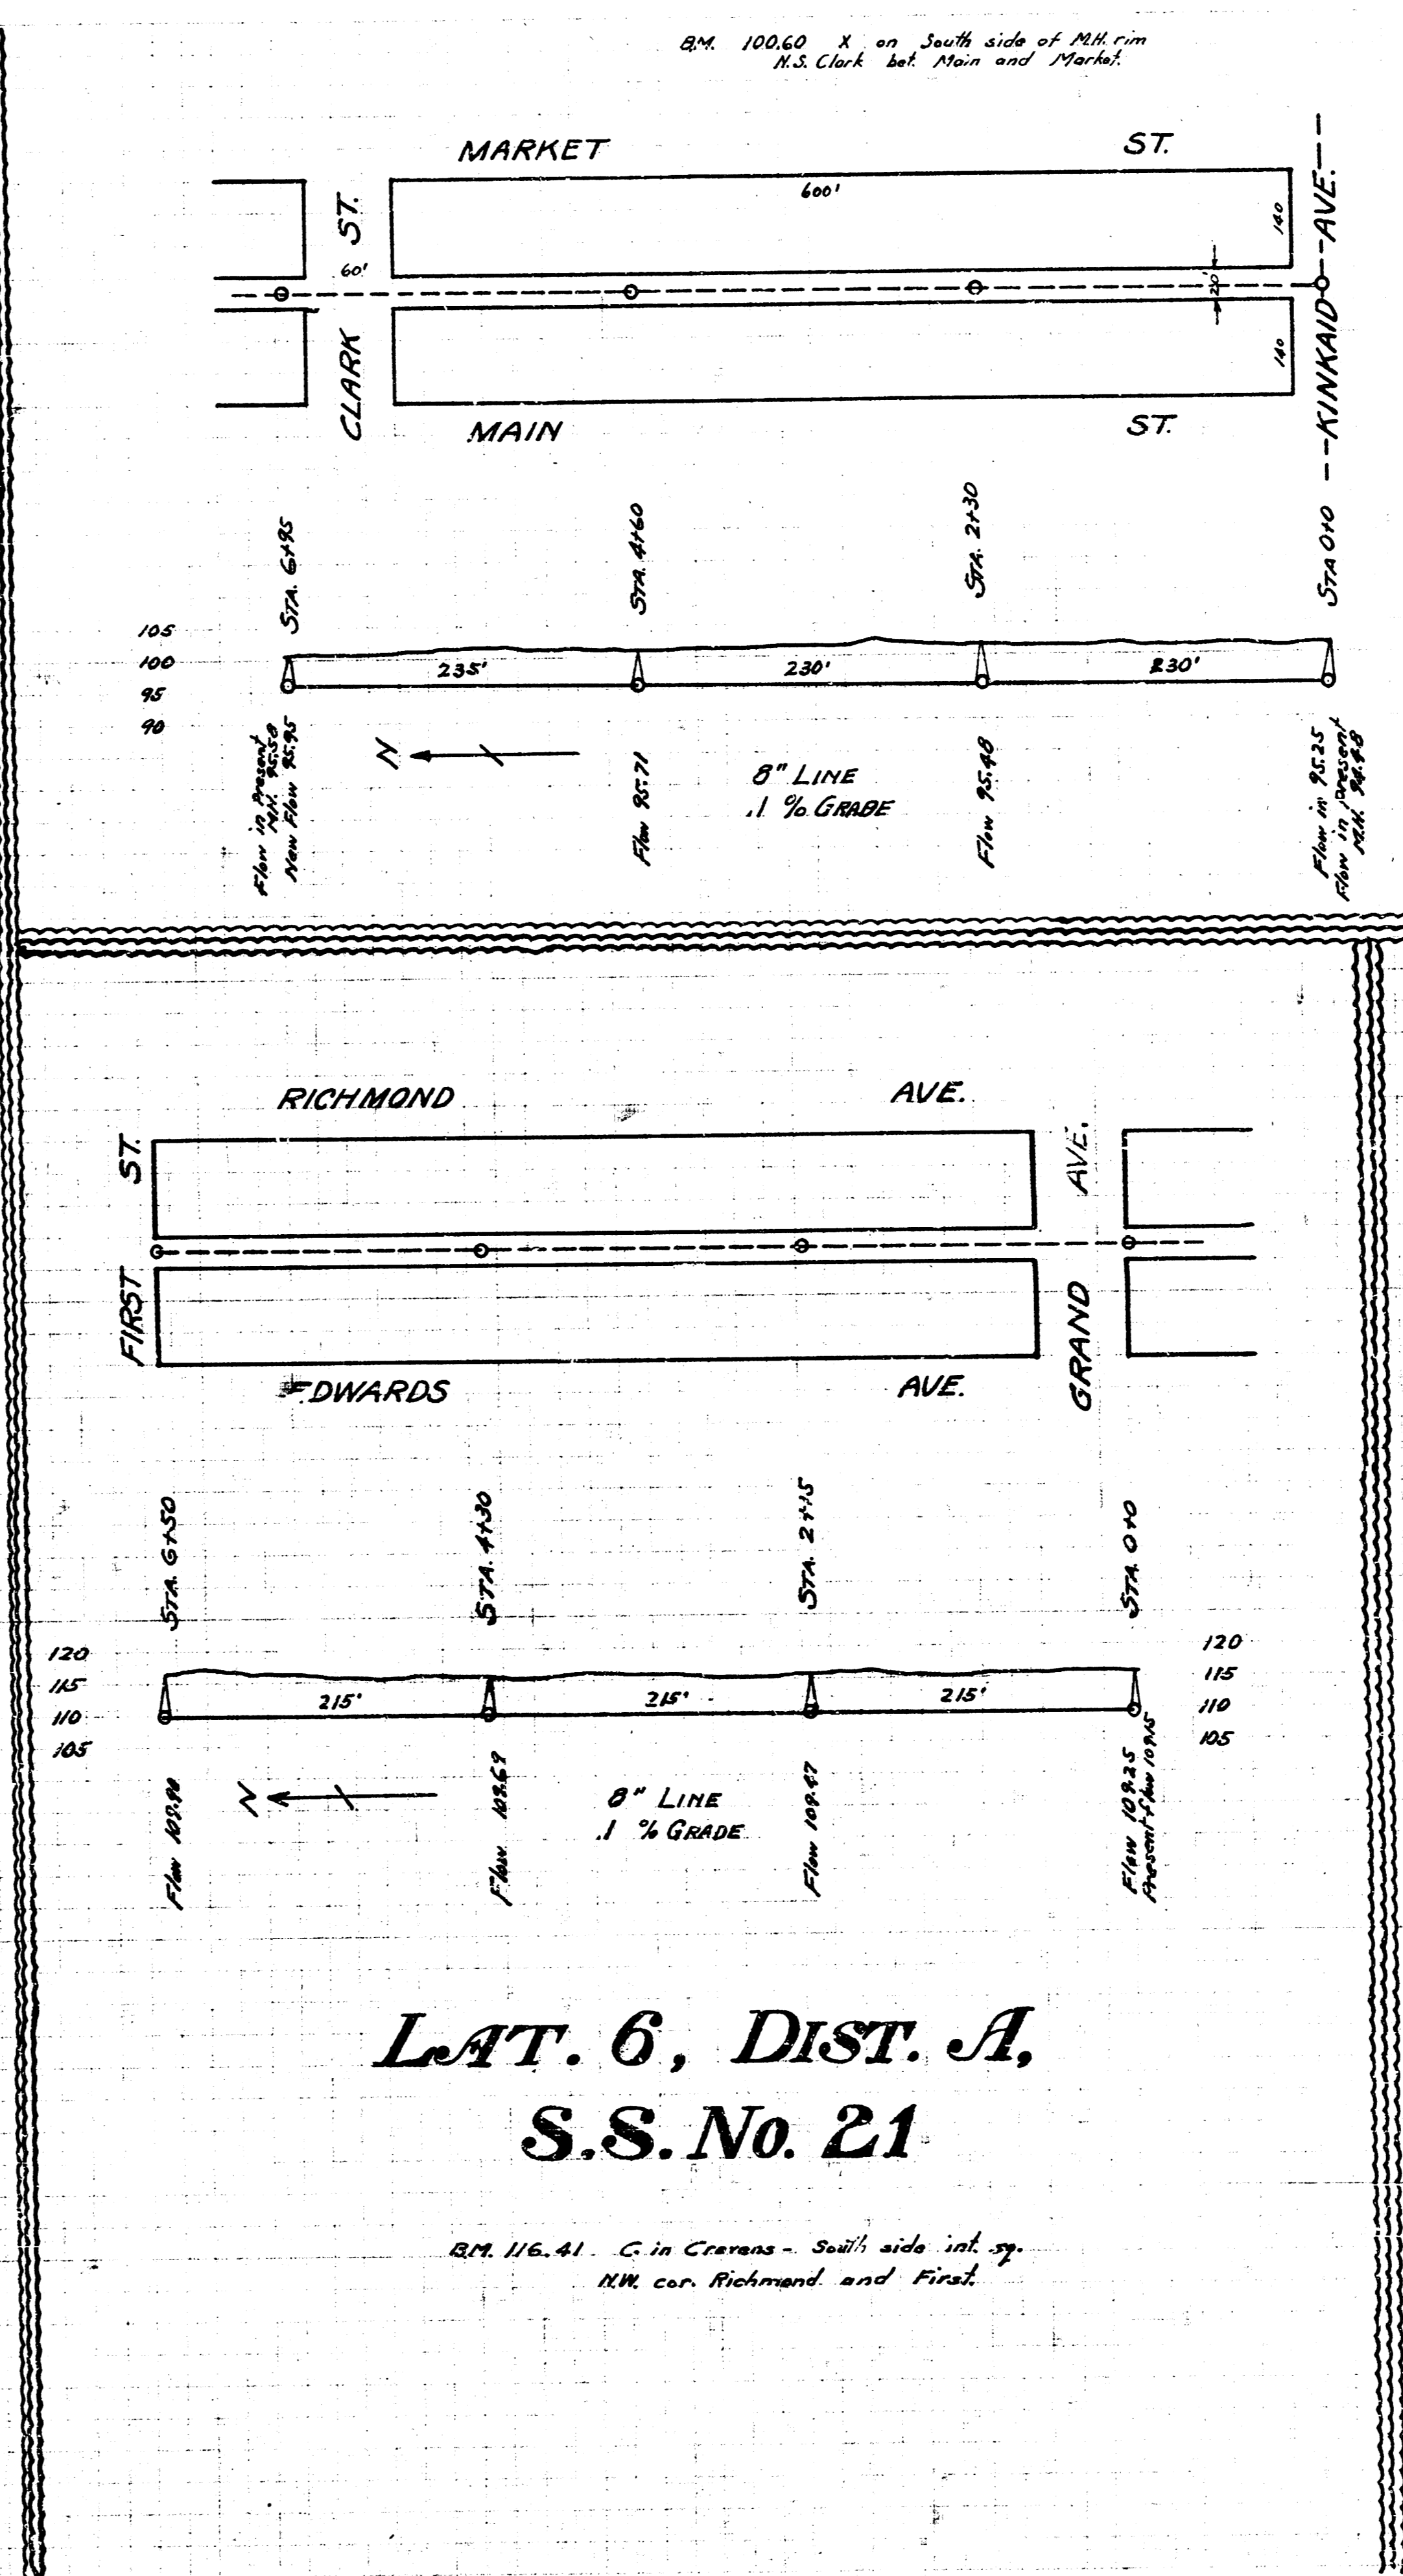 B.M. 100.60 X on South side of M.H. rim
N.S. Clark bet. Main and Market.
MARKET ST.
600'
140
CLARK ST.
60'
20'
140
KINKAID AVE.
MAIN ST.
STA. 6+95
STA. 4+60
STA. 2+30
STA 0+0
105
100
95
90
235'
230'
230'
Flow in Present
M.H. 95.58
New Flow 95.95
N
Flow 95.71
8" LINE
.1 % GRADE
Flow 95.48
Flow in 95.25
Flow in present
M.H. 94.48
RICHMOND AVE.
FIRST ST.
GRAND AVE.
EDWARDS AVE.
STA. 6+50
STA. 4+30
STA. 2+15
STA. 0+0
120
115
110
105
215'
215'
215'
120
115
110
105
Flow
N
Flow 109.69
8" LINE
.1 % GRADE
Flow 109.47
Flow 109.25
Present flow 109.15
LAT. 6, DIST. A,
S.S. No. 21
B.M. 116.41 C in Cravens - South side int. sq.
N.W. cor. Richmond and First.